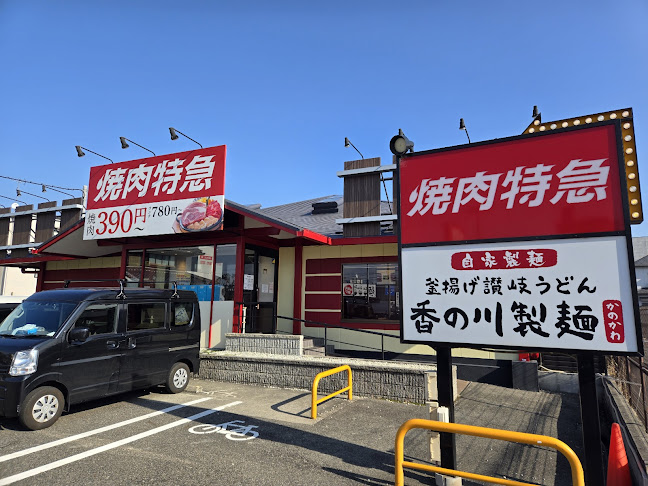 焼肉特急
焼肉390円~ 780円~
焼肉特急
自家製麺
釜揚げ讃岐うどん
香の川製麺
かのかわ